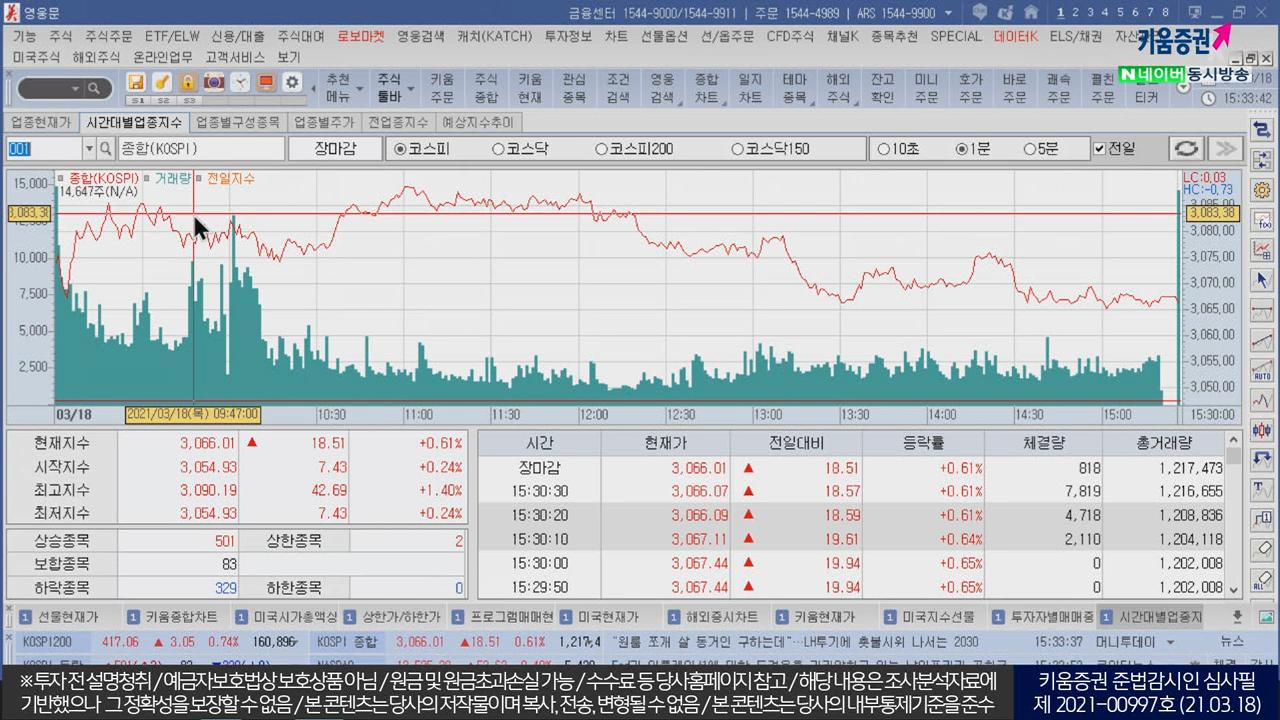 영웅문
금융센터 1544-9000/1544-9911 | 주문 1544-4989 | ARS 1544-9900
1 2 3 4 5 6 7 8
기능 주식 주식주문 ETF/ELW 신용/대출 주식대여 로보마켓 영웅검색 캐치(KATCH) 투자정보 차트 선물옵션 선/옵주문 CFD주식 채널K 종목추천 SPECIAL 데이터K ELS/채권
키움증권
미국주식 해외주식 온라인업무 고객서비스 보기
N네이버 동시방송
추천메뉴 주식툴바 키움주문 주식종합 키움현재 관심종목 조건검색 영웅검색 종합차트 일지차트 테마종목 해외주식 잔고확인 미니주문 호가주문 바로주문 쾌속주문
S1 S2 S3
15:33:42
업종현재가 시간대별업종지수 업종별구성종목 업종별주가 전업종지수 예상지수추이
001 종합(KOSPI) 장마감 코스피 코스닥 코스피200 코스닥150 10초 1분 5분 전일
종합(KOSPI) 거래량 전일지수
14,647주(N/A)
LC:0,03
HC:-0,73
15,000
10,000
7,500
5,000
2,500
3,083,38
3,080,00
3,075,00
3,070,00
3,065,00
3,060,00
3,055,00
3,050,00
03/18 2021/03/18(목) 09:47:00 10:30 11:00 11:30 12:00 12:30 13:00 13:30 14:00 14:30 15:00 15:30:00
현재지수 3,066.01 ▲ 18.51 +0.61%
시작지수 3,054.93 7.43 +0.24%
최고지수 3,090.19 42.69 +1.40%
최저지수 3,054.93 7.43 +0.24%
상승종목 501 상한종목 2
보합종목 83
하락종목 329 하한종목 0
시간 현재가 전일대비 등락률 체결량 총거래량
장마감 3,066.01 ▲ 18.51 +0.61% 818 1,217,473
15:30:30 3,066.07 ▲ 18.57 +0.61% 7,819 1,216,655
15:30:20 3,066.09 ▲ 18.59 +0.61% 4,718 1,208,836
15:30:10 3,067.11 ▲ 19.61 +0.64% 2,110 1,204,118
15:30:00 3,067.44 ▲ 19.94 +0.65% 0 1,202,008
15:29:50 3,067.44 ▲ 19.94 +0.65% 0 1,202,008
1 선물현재가 1 키움종합차트 1 미국시가총액상 1 상한가/하한가 1 프로그램매매현 1 미국현재가 1 해외증시차트 1 키움현재가 1 미국지수선물 1 투자자별매매종 1 시간대별업종지
KOSPI200 417.06 ▲ 3.05 0.74% 160,896 KOSPI 종합 3,066.01 ▲18.51 0.61% 1,217,4 "원룸 쪼개 살 동거인 구하는데"…LH투기에 촛불시위 나서는 2030 15:33:37 머니투데이 뉴스
※ 투자 전 설명청취 / 예금자보호법상 보호상품 아님 / 원금 및 원금초과손실 가능 / 수수료 등 당사홈페이지 참고 / 해당 내용은 조사분석자료에
기반했으나 그 정확성을 보장할 수 없음 / 본 콘텐츠는 당사의 저작물이며 복사, 전송, 변형될 수 없음 / 본 콘텐츠는 당사의 내부통제기준을 준수
키움증권 준법감시인 심사필
제 2021-00997호 (21.03.18)